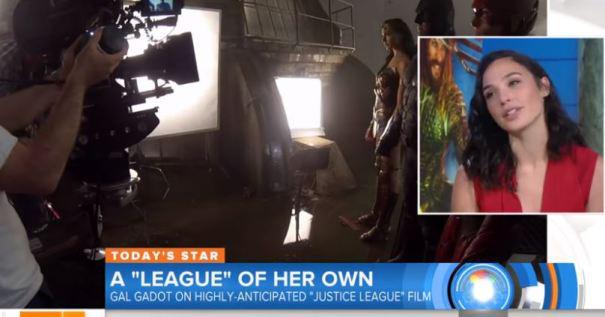 TODAY'S STAR
A "LEAGUE" OF HER OWN
GAL GADOT ON HIGHLY-ANTICIPATED "JUSTICE LEAGUE" FILM